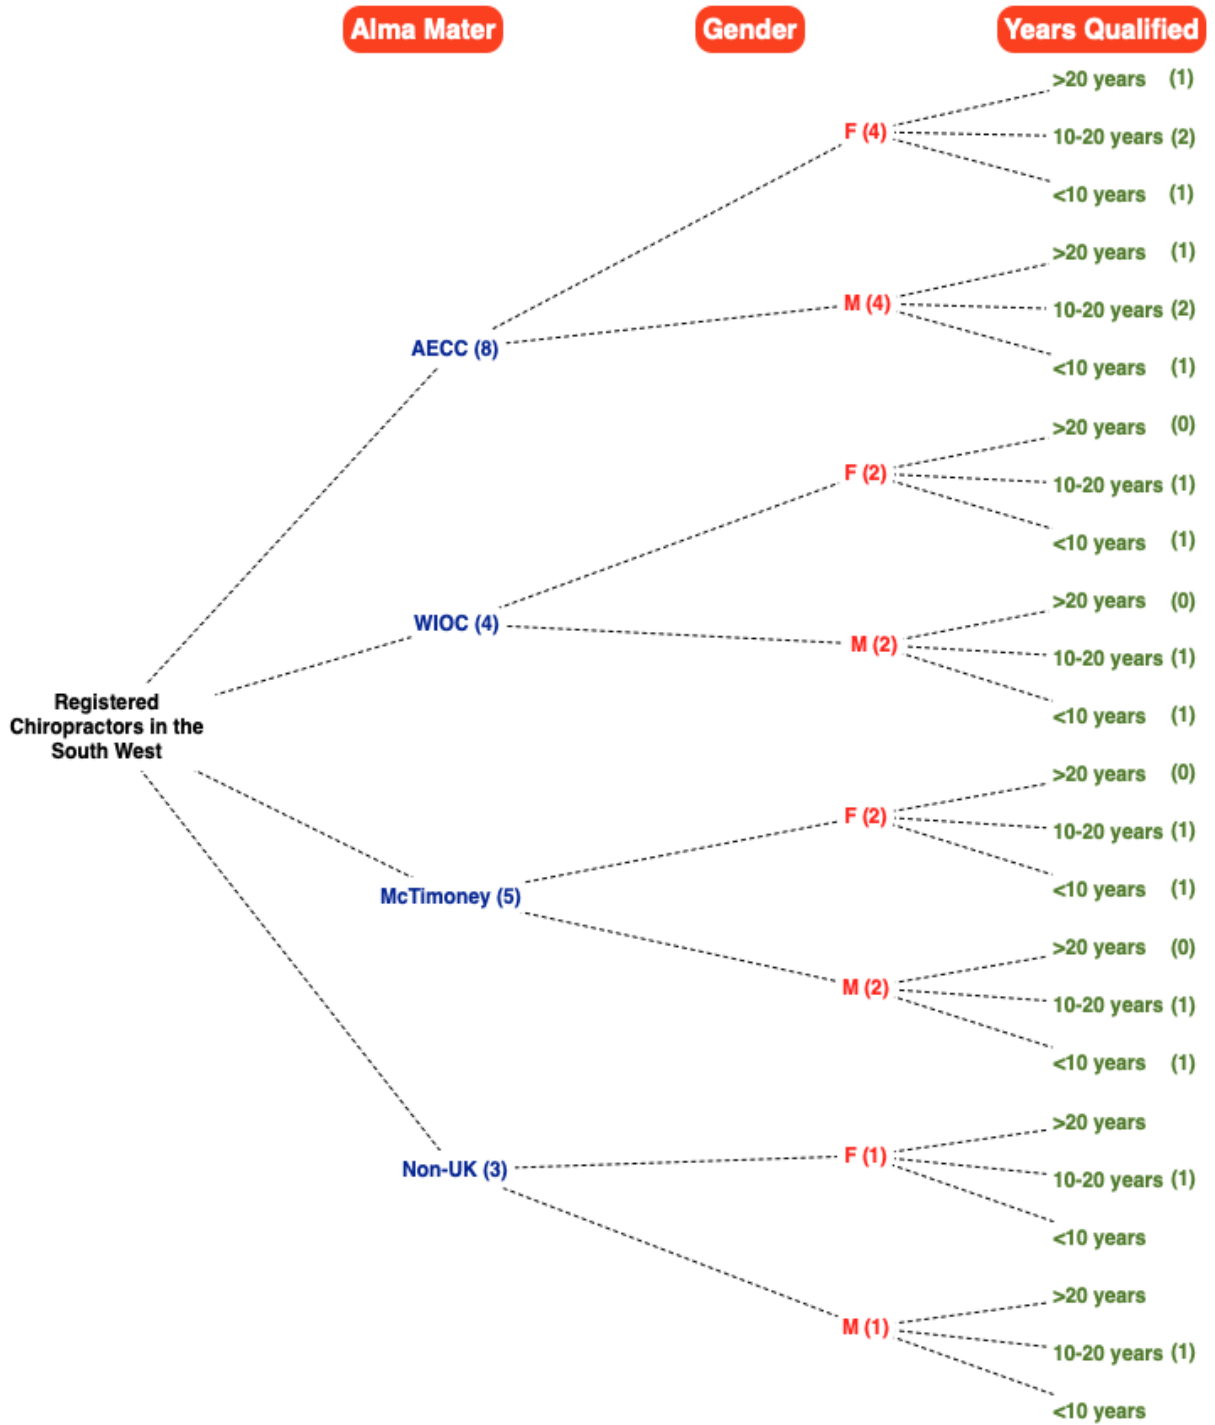 Alma Mater
Gender
Years Qualified
>20 years (1)
F (4)
10-20 years (2)
<10 years (1)
>20 years (1)
M (4)
10-20 years (2)
AECC (8)
<10 years (1)
>20 years (0)
F (2)
10-20 years (1)
<10 years (1)
>20 years (0)
WIOC (4)
M (2)
10-20 years (1)
<10 years (1)
Registered
Chiropractors in the
South West
>20 years (0)
F (2)
10-20 years (1)
<10 years (1)
McTimoney (5)
>20 years (0)
M (2)
10-20 years (1)
<10 years (1)
>20 years
F (1)
Non-UK (3)
10-20 years (1)
<10 years
>20 years
M (1)
10-20 years (1)
<10 years